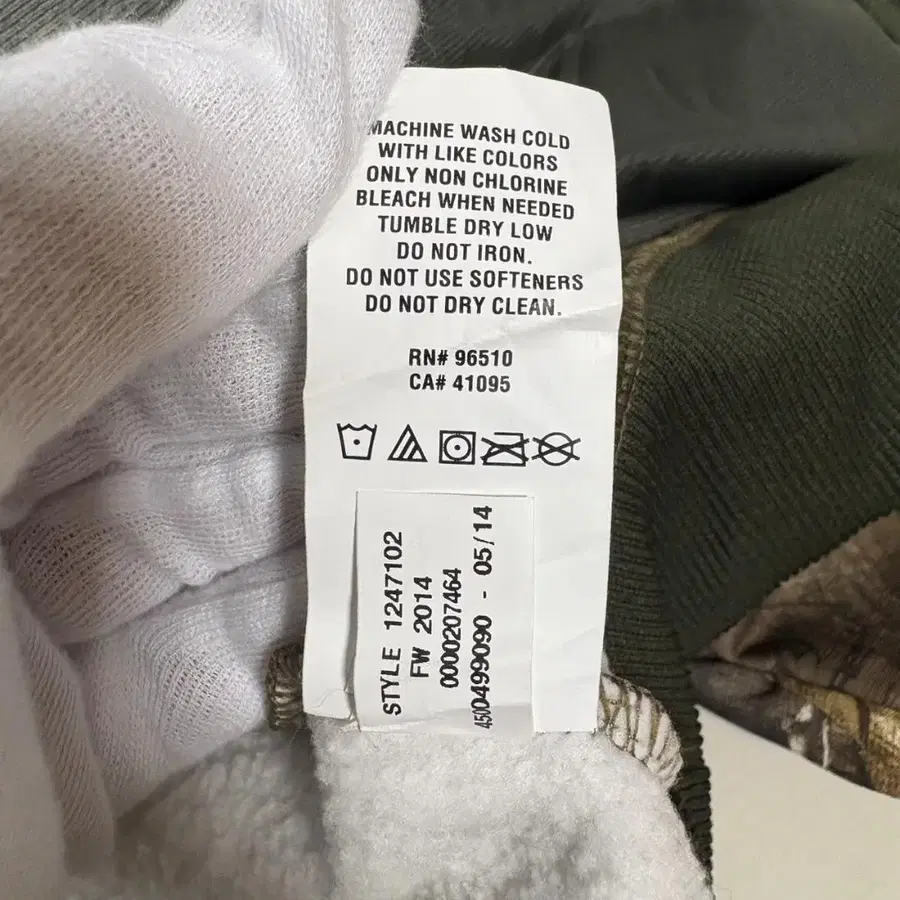 MACHINE WASH COLD
WITH LIKE COLORS
ONLY NON CHLORINE
BLEACH WHEN NEEDED
TUMBLE DRY LOW
DO NOT IRON.
DO NOT USE SOFTENERS
DO NOT DRY CLEAN.
RN# 96510
CA# 41095
STYLE 1247102
FW 2014
0000207464
4500499090 - 05/14